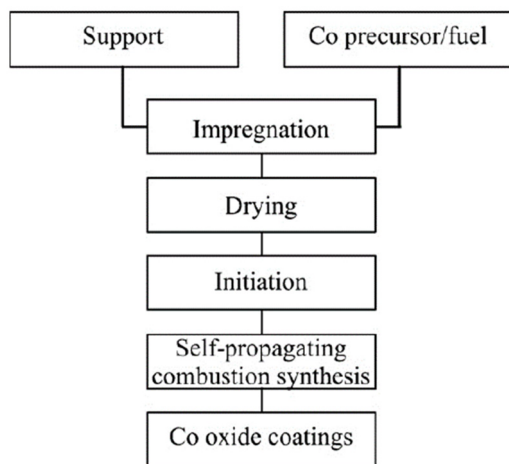 Support
Co precursor/fuel
Impregnation
Drying
Initiation
Self-propagating
combustion synthesis
Co oxide coatings